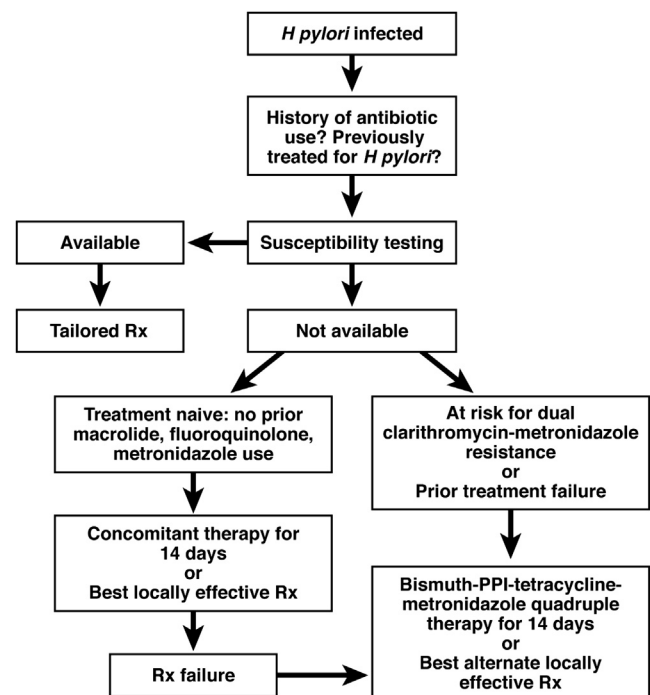 H pylori infected
History of antibiotic
use? Previously
treated for H pylori?
Available
Susceptibility testing
Tailored Rx
Not available
Treatment naive: no prior
macrolide, fluoroquinolone,
metronidazole use
At risk for dual
clarithromycin-metronidazole
resistance
or
Prior treatment failure
Concomitant therapy for
14 days
or
Best locally effective Rx
Bismuth-PPI-tetracycline-
metronidazole quadruple
therapy for 14 days
or
Best alternate locally
effective Rx
Rx failure